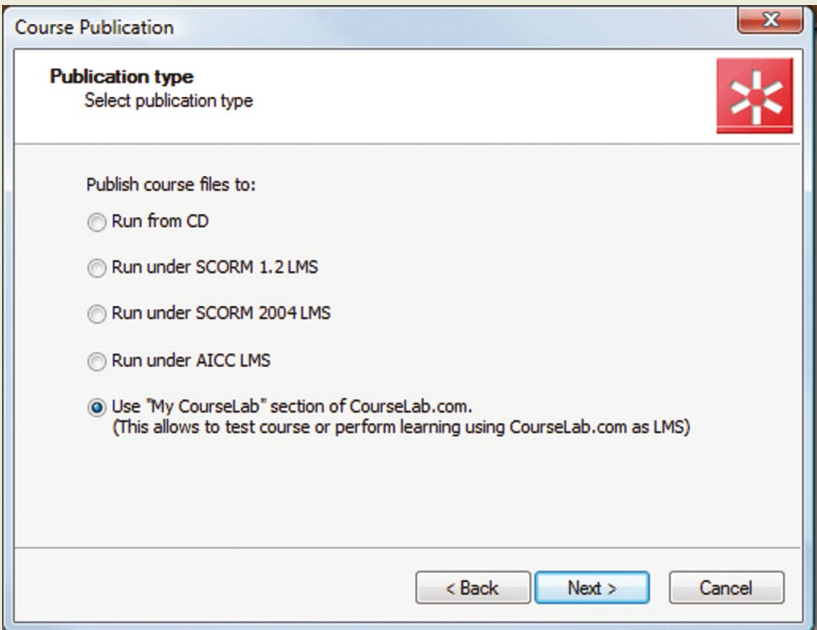 Course Publication
Publication type
Select publication type
Publish course files to:
Run from CD
Run under SCORM 1.2 LMS
Run under SCORM 2004 LMS
Run under AICC LMS
Use "My CourseLab" section of CourseLab.com.
(This allows to test course or perform learning using CourseLab.com as LMS)
< Back Next > Cancel